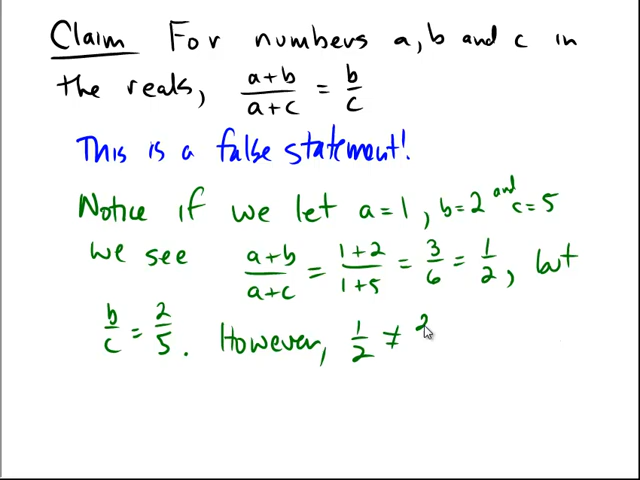 Claim For numbers a, b and c in
the reals, (a+b)/(a+c) = b/c
This is a false statement!
Notice if we let a=1, b=2 and c=5
we see (a+b)/(a+c) = (1+2)/(1+5) = 3/6 = 1/2, but
b/c = 2/5. However, 1/2 ≠ 2